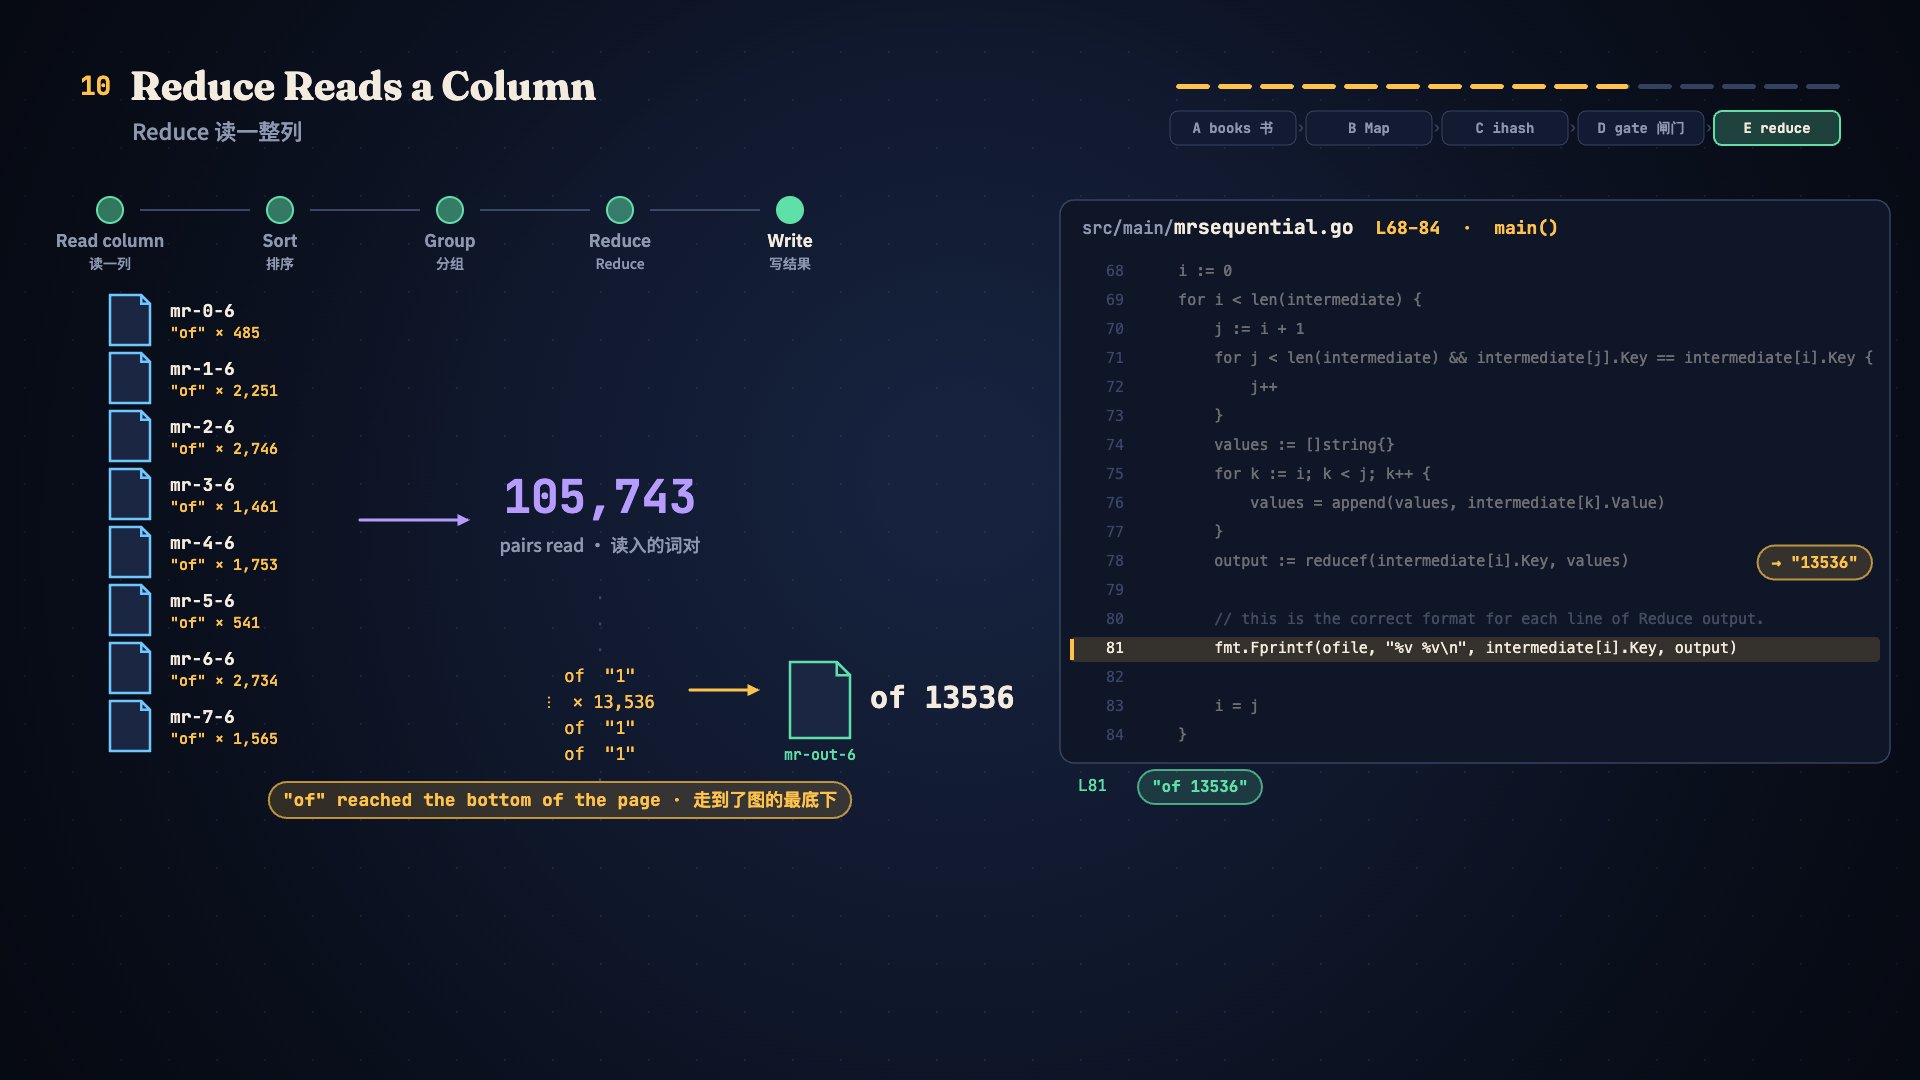 10 Reduce Reads a Column
Reduce 读一整列
A books 书 › B Map › C ihash › D gate 闸门 › E reduce
Read column Sort Group Reduce Write
读一列 排序 分组 Reduce 写结果
mr-0-6
"of" × 485
mr-1-6
"of" × 2,251
mr-2-6
"of" × 2,746
mr-3-6
"of" × 1,461
mr-4-6
"of" × 1,753
mr-5-6
"of" × 541
mr-6-6
"of" × 2,734
mr-7-6
"of" × 1,565
105,743
pairs read · 读入的词对
of "1"
⋮ × 13,536
of "1"
of "1"
of 13536
mr-out-6
"of" reached the bottom of the page · 走到了图的最底下
src/main/mrsequential.go L68–84 · main()
68 i := 0
69 for i < len(intermediate) {
70 j := i + 1
71 for j < len(intermediate) && intermediate[j].Key == intermediate[i].Key {
72 j++
73 }
74 values := []string{}
75 for k := i; k < j; k++ {
76 values = append(values, intermediate[k].Value)
77 }
78 output := reducef(intermediate[i].Key, values) → "13536"
79
80 // this is the correct format for each line of Reduce output.
81 fmt.Fprintf(ofile, "%v %v\n", intermediate[i].Key, output)
82
83 i = j
84 }
L81 "of 13536"